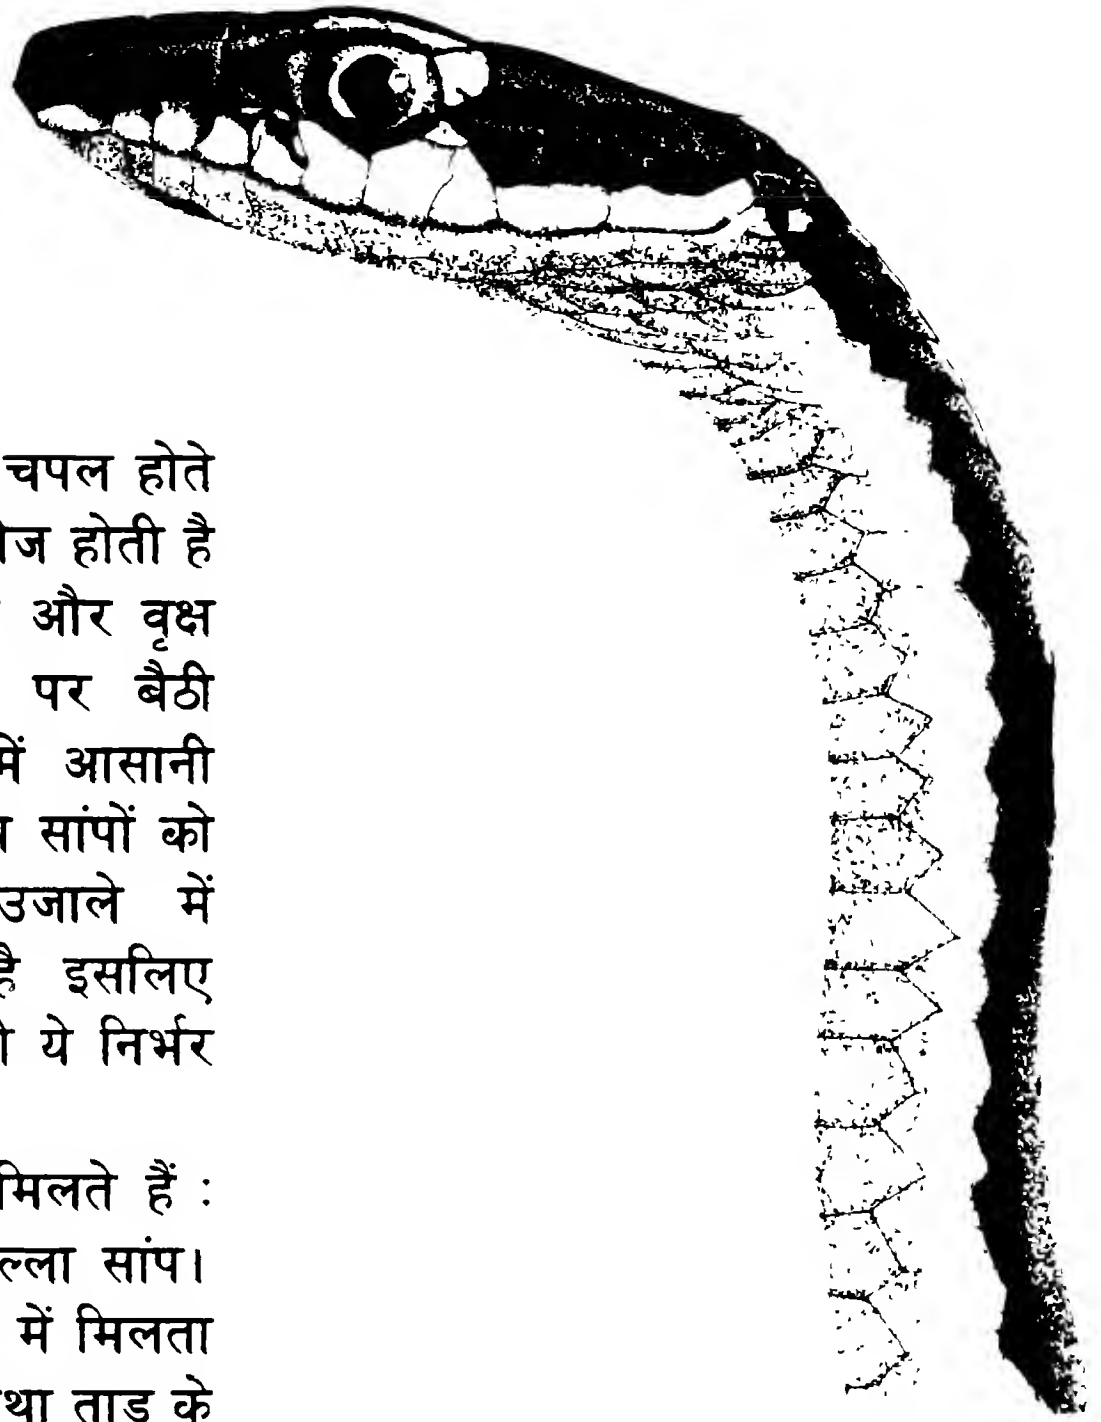 चपल होते
होती है
और वृक्ष
पर बैठी
में आसानी
सांपों को
उजाले में
है इसलिए
ये निर्भर
मिलते हैं :
सांप।
में मिलता
ताड़ के